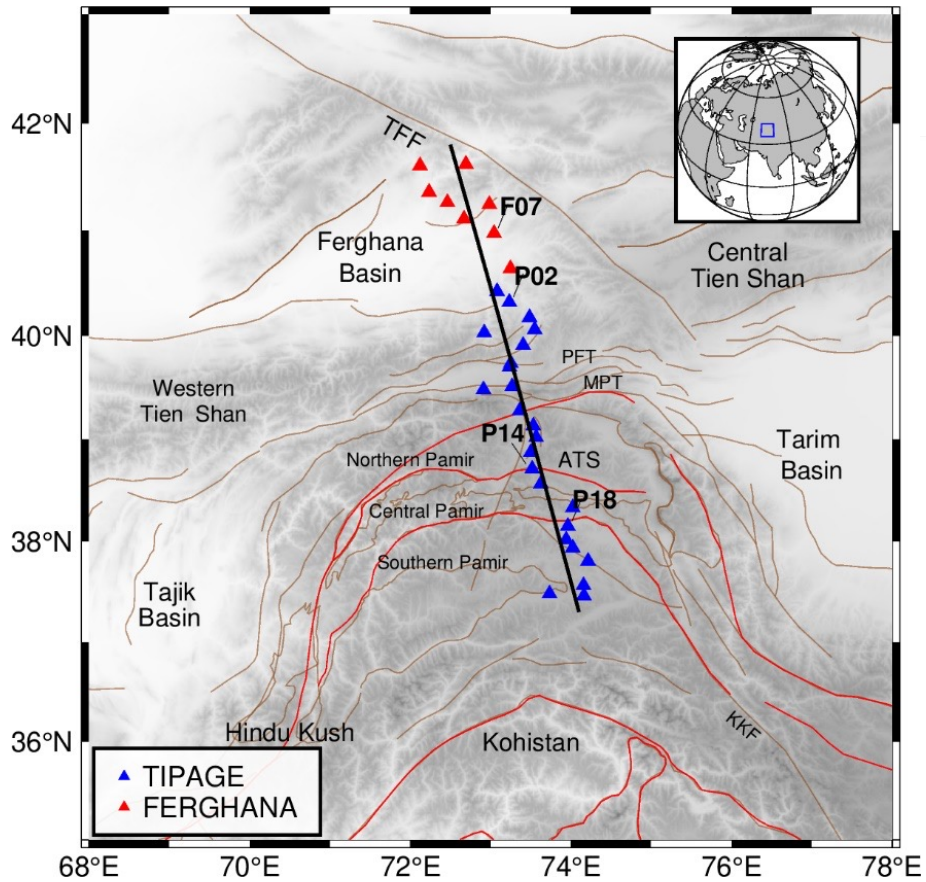 68°E
70°E
72°E
74°E
76°E
78°E
42°N
40°N
38°N
36°N
TFF
F07
Ferghana
Basin
Central
Tien Shan
P02
PFT
MPT
Western
Tien Shan
P14
ATS
Northern Pamir
Tarim
Basin
P18
Central Pamir
Southern Pamir
Tajik
Basin
Hindu Kush
Kohistan
KKF
TIPAGE
FERGHANA